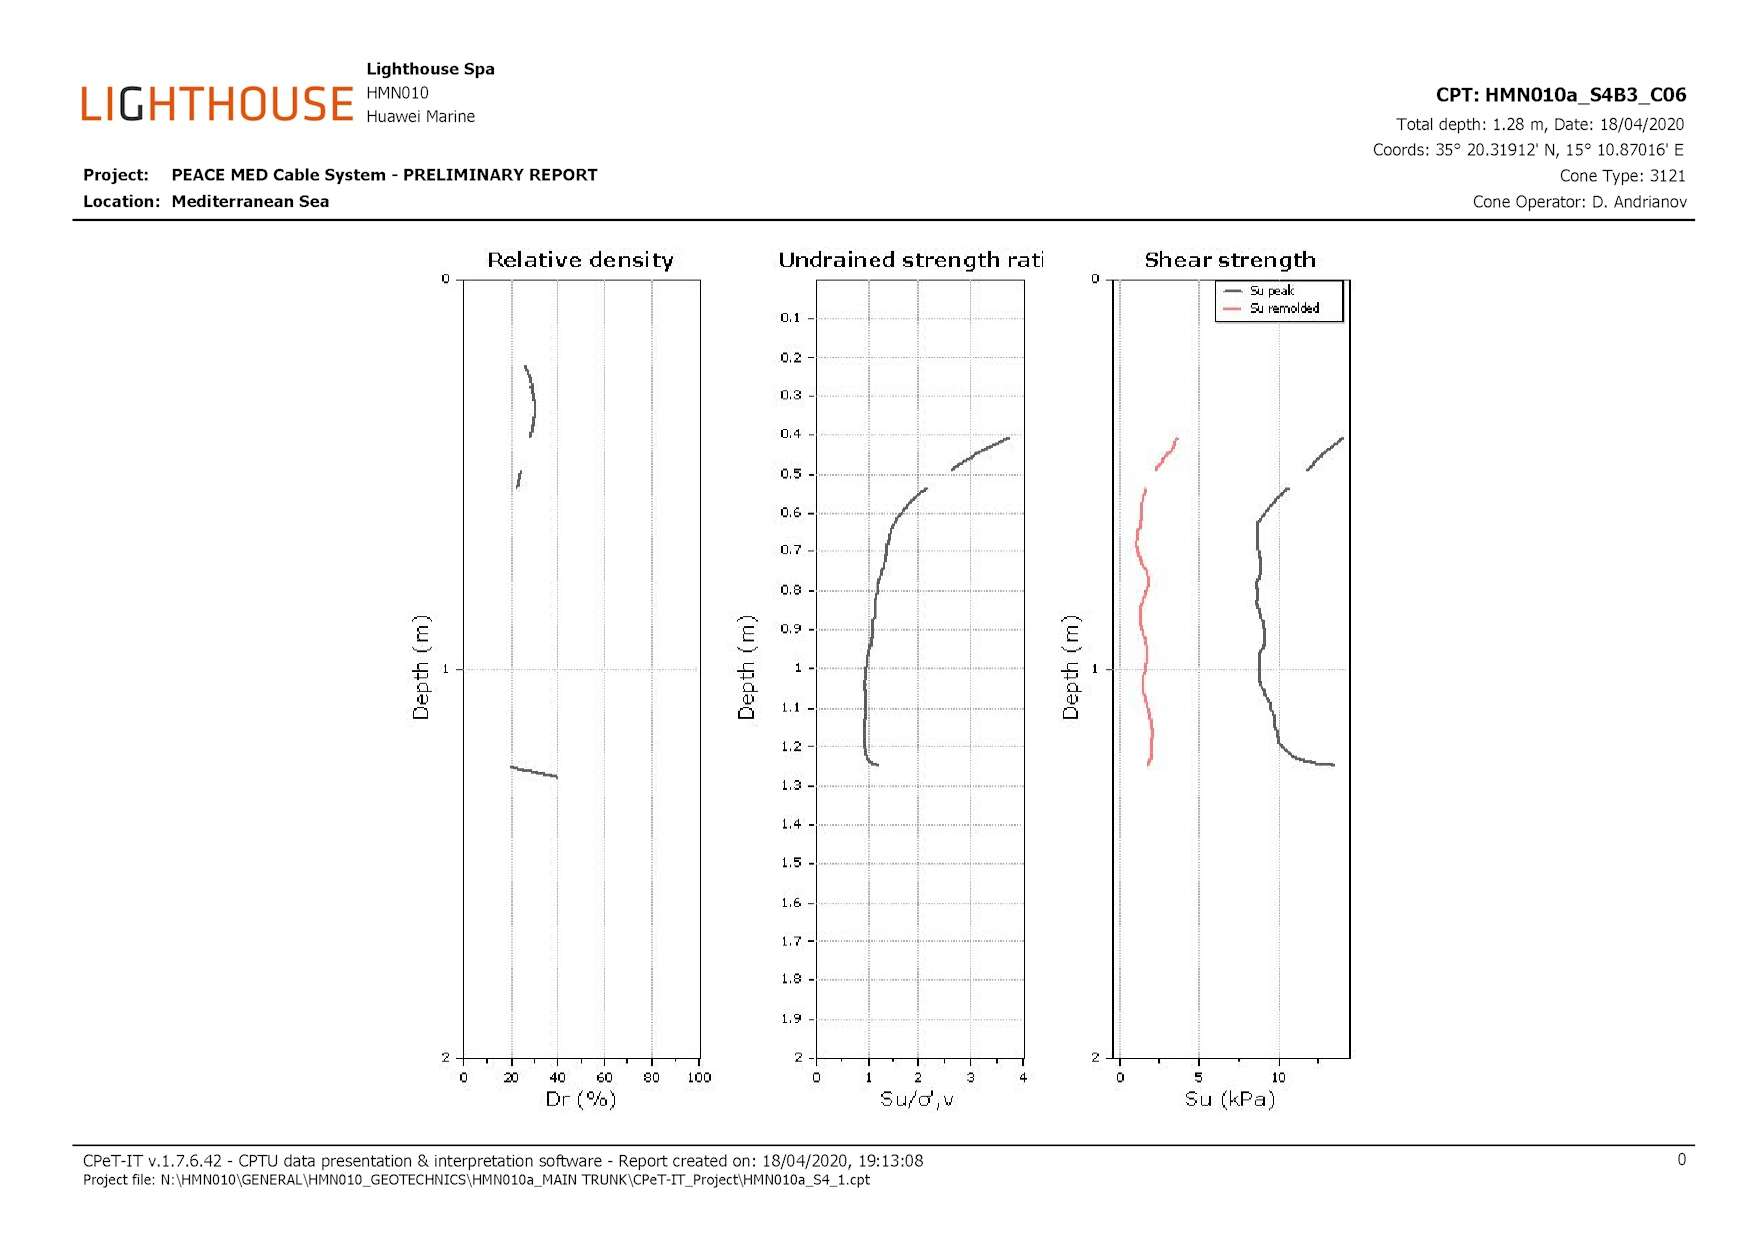 Lighthouse Spa
LIGHTHOUSE
HMN010
Huawei Marine
CPT: HMN010a_S4B3_C06
Total depth: 1.28 m, Date: 18/04/2020
Coords: 35° 20.31912' N, 15° 10.87016' E
Cone Type: 3121
Cone Operator: D. Andrianov
Project: PEACE MED Cable System - PRELIMINARY REPORT
Location: Mediterranean Sea
Relative density
0
1
2
Depth (m)
0 20 40 60 80 100
Dr (%)
Undrained strength rati
0.1
0.2
0.3
0.4
0.5
0.6
0.7
0.8
0.9
1
1.1
1.2
1.3
1.4
1.5
1.6
1.7
1.8
1.9
2
Depth (m)
0 1 2 3 4
Su/σ',v
Shear strength
Su peak
Su remolded
0
1
2
Depth (m)
0 5 10
Su (kPa)
CPeT-IT v.1.7.6.42 - CPTU data presentation & interpretation software - Report created on: 18/04/2020, 19:13:08
0
Project file: N:\HMN010\GENERAL\HMN010_GEOTECHNICS\HMN010a_MAIN TRUNK\CPeT-IT_Project\HMN010a_S4_1.cpt